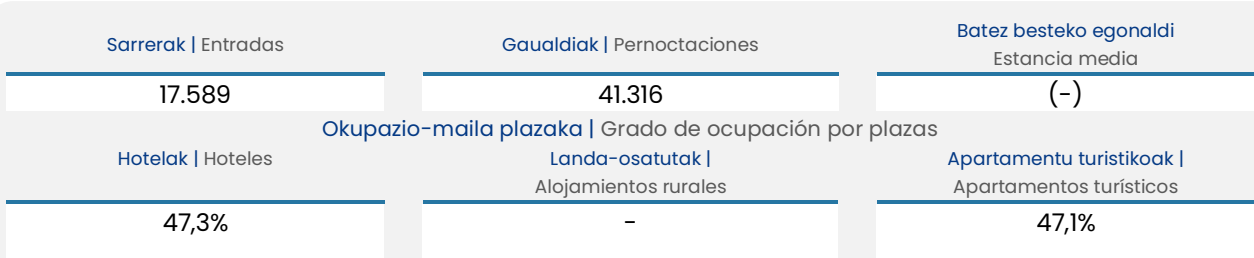 Sarrerak | Entradas
Gaualdiak | Pernoctaciones
Batez besteko egonaldi
Estancia media
17.589
41.316
(-)
Okupazio-maila plazaka | Grado de ocupación por plazas
Hotelak | Hoteles
Landa-osatutak |
Alojamientos rurales
Apartamentu turistikoak |
Apartamentos turísticos
47,3%
-
47,1%